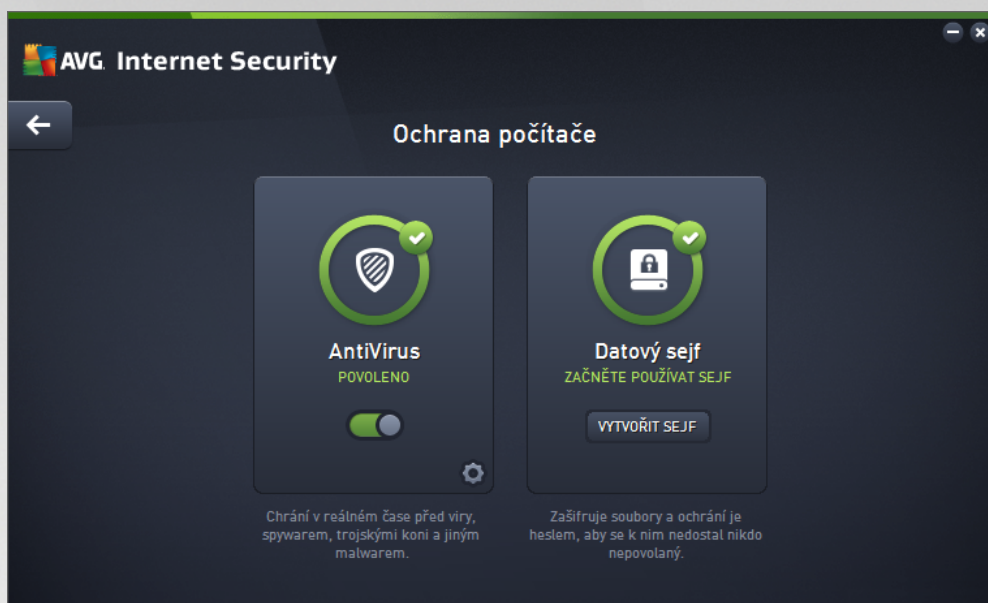 AVG. Internet Security
Ochrana počítače
AntiVirus
POVOLENO
Chrání v reálném čase před viry,
spywarem, trojskými koni a jiným
malwarem.
Datový sejf
ZAČNĚTE POUŽÍVAT SEJF
VYTVOŘIT SEJF
Zašifruje soubory a ochrání je
heslem, aby se k nim nedostal nikdo
nepovolaný.